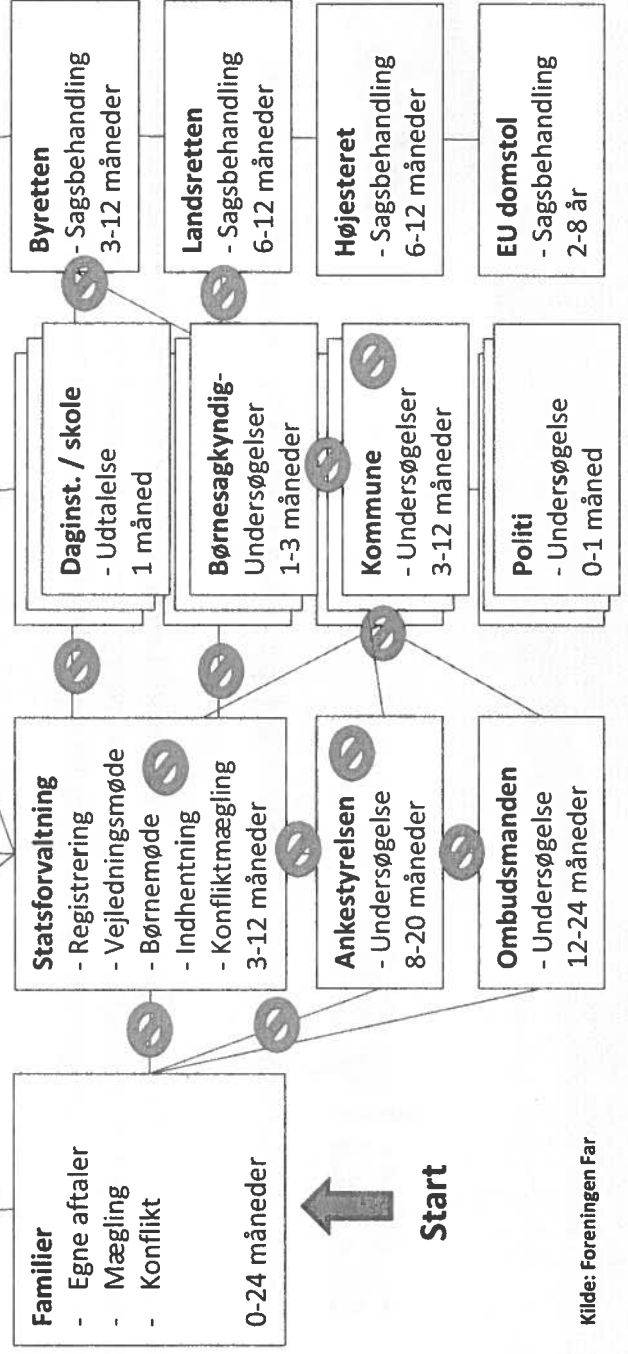 Familier
- Egne aftaler
- Mægling
- Konflikt
0-24 måneder
Start
Kilde: Foreningen Far
Statsforvaltning
- Registrering
- Vejledningsmøde
- Børnemøde
- Indhentning
- Konfliktmægling
3-12 måneder
Ankestyrelsen
- Undersøgelse
8-20 måneder
Ombudsmanden
- Undersøgelse
12-24 måneder
Daginst. / skole
- Udtalelse
1 måned
Børnesagkyndig-
Undersøgelser
1-3 måneder
Kommune
- Undersøgelser
3-12 måneder
Politi
- Undersøgelse
0-1 måned
Byretten
- Sagsbehandling
3-12 måneder
Landsretten
- Sagsbehandling
6-12 måneder
Højesteret
- Sagsbehandling
6-12 måneder
EU domstol
- Sagsbehandling
2-8 år